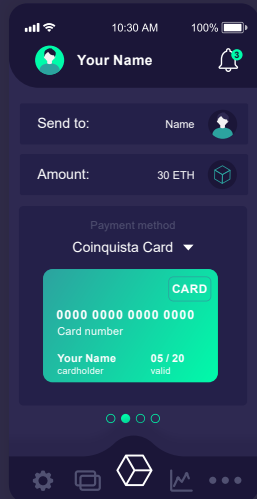 10:30 AM 100%
Your Name
3
Send to: Name
Amount: 30 ETH
Payment method
Coinquista Card
CARD
0000 0000 0000 0000
Card number
Your Name 05 / 20
cardholder valid